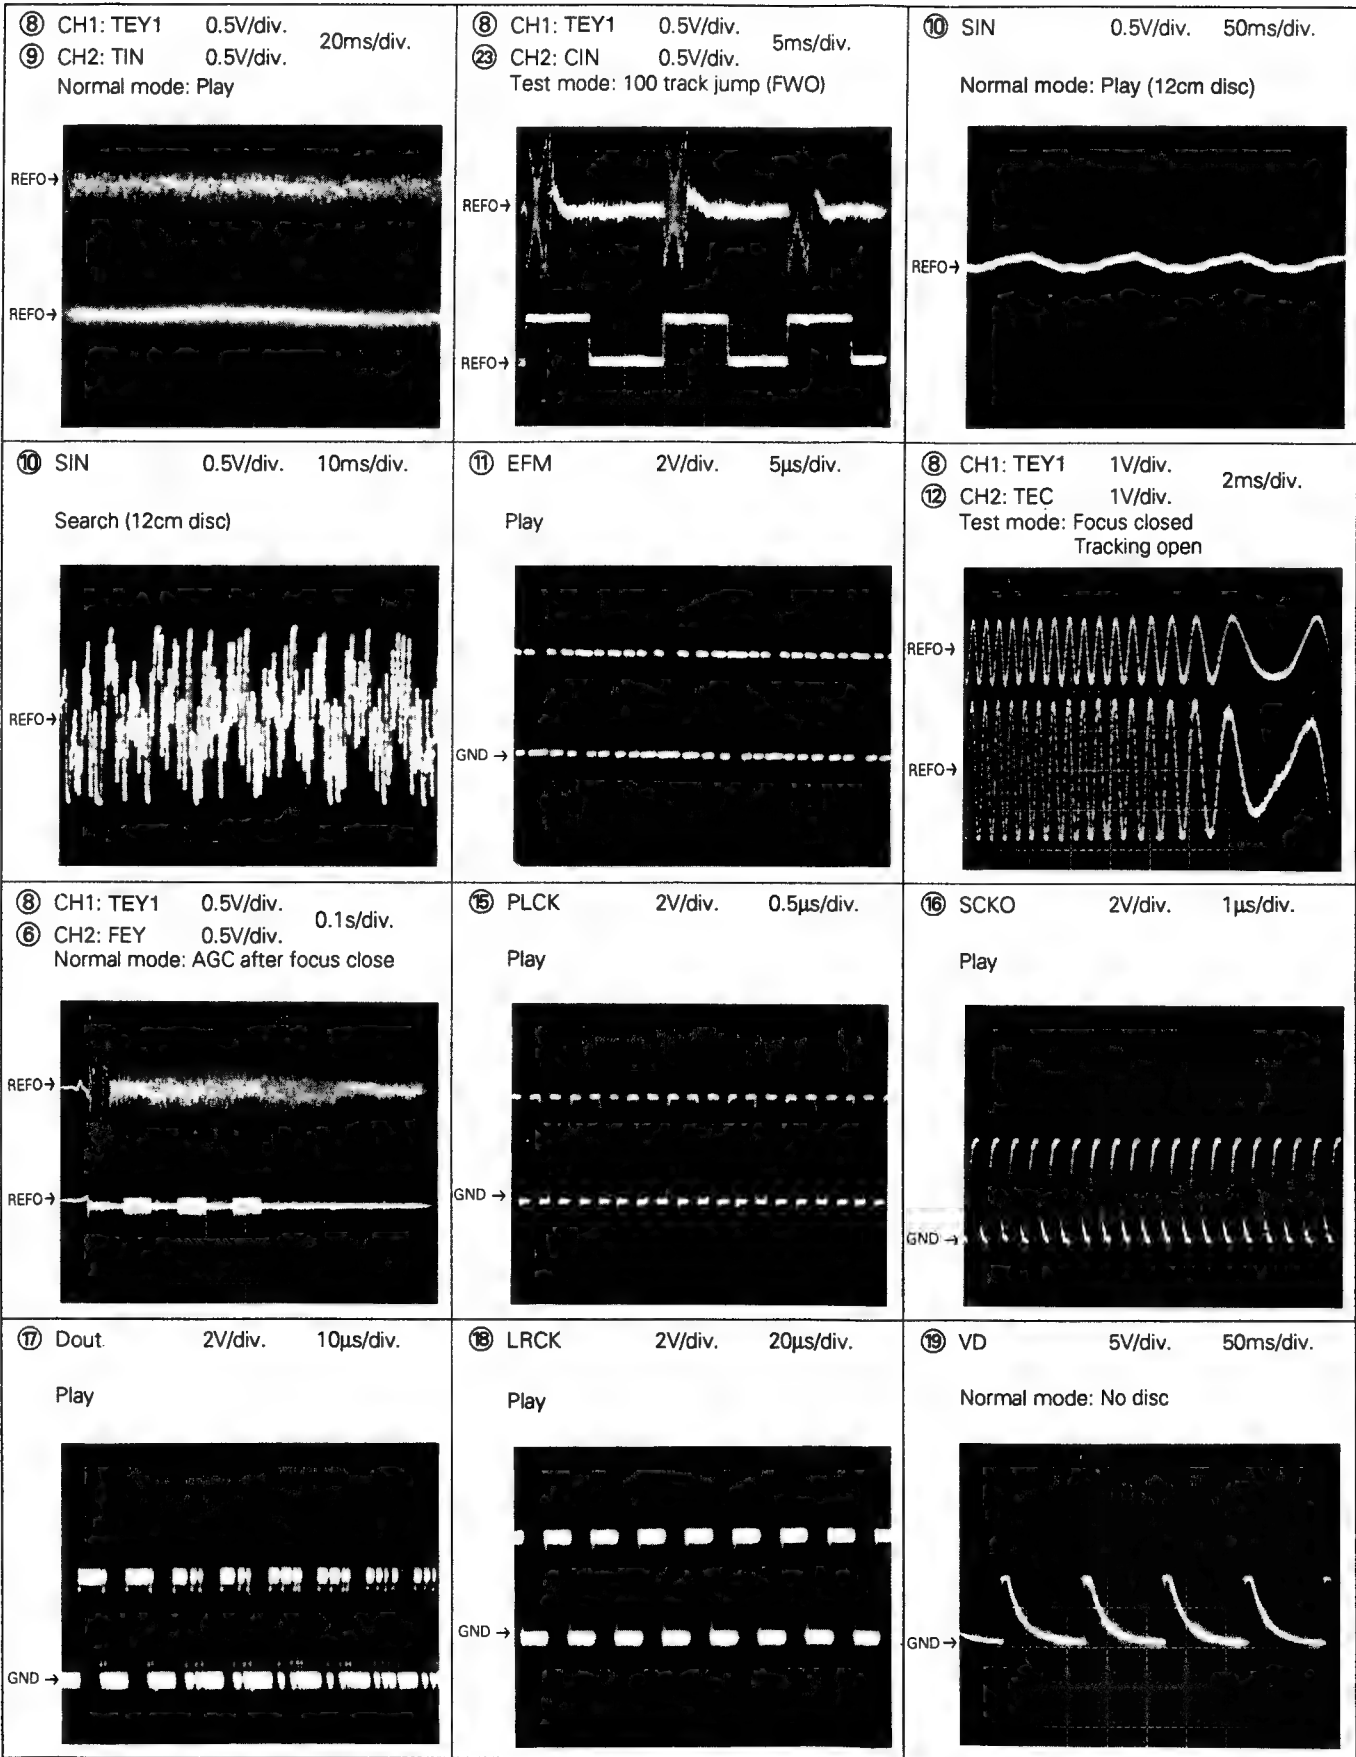 ⑧ CH1: TEY1 0.5V/div. 20ms/div.
⑨ CH2: TIN 0.5V/div.
Normal mode: Play
REFO→
REFO→
⑧ CH1: TEY1 0.5V/div. 5ms/div.
㉓ CH2: CIN 0.5V/div.
Test mode: 100 track jump (FWO)
REFO→
REFO→
⑩ SIN 0.5V/div. 50ms/div.
Normal mode: Play (12cm disc)
REFO→
⑩ SIN 0.5V/div. 10ms/div.
Search (12cm disc)
REFO→
⑪ EFM 2V/div. 5µs/div.
Play
GND →
⑧ CH1: TEY1 1V/div. 2ms/div.
⑫ CH2: TEC 1V/div.
Test mode: Focus closed
Tracking open
REFO→
REFO→
⑧ CH1: TEY1 0.5V/div. 0.1s/div.
⑥ CH2: FEY 0.5V/div.
Normal mode: AGC after focus close
REFO→
REFO→
⑮ PLCK 2V/div. 0.5µs/div.
Play
GND →
⑯ SCKO 2V/div. 1µs/div.
Play
GND →
⑰ Dout 2V/div. 10µs/div.
Play
GND →
⑱ LRCK 2V/div. 20µs/div.
Play
GND →
⑲ VD 5V/div. 50ms/div.
Normal mode: No disc
GND →